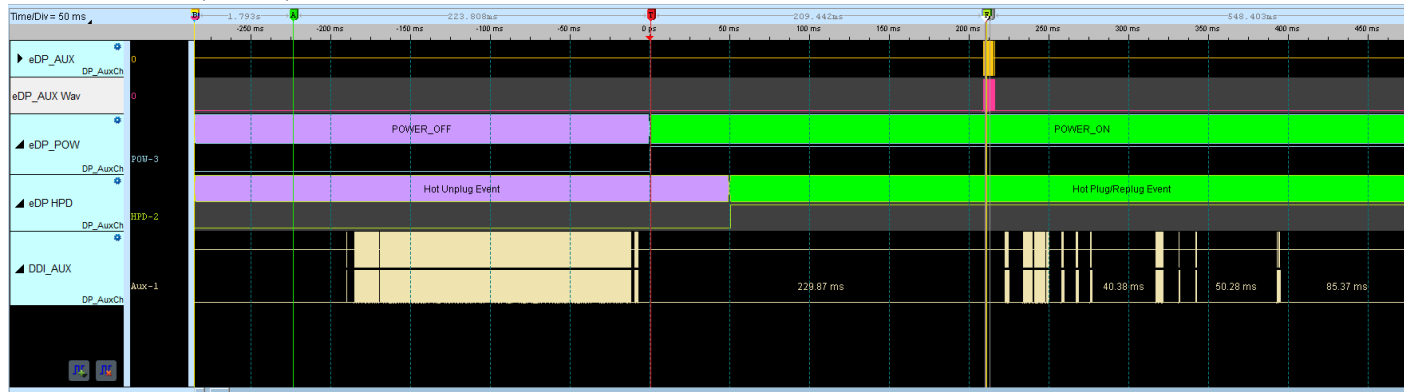 Time/Div = 50 ms
B 1.793s A 223.808ms T 209.442ms 548.403ms
-250 ms -200 ms -150 ms -100 ms -50 ms 0 ps 50 ms 100 ms 150 ms 200 ms 250 ms 300 ms 350 ms 400 ms 450 ms
eDP_AUX 0
DP_AuxCh
eDP_AUX Wav 0
POWER_OFF POWER_ON
eDP_POW
POW-3
DP_AuxCh
Hot Unplug Event Hot Plug/Replug Event
eDP HPD
HPD-2
DP_AuxCh
DDI_AUX
Aux-1 229.87 ms 40.38 ms 50.28 ms 85.37 ms
DP_AuxCh